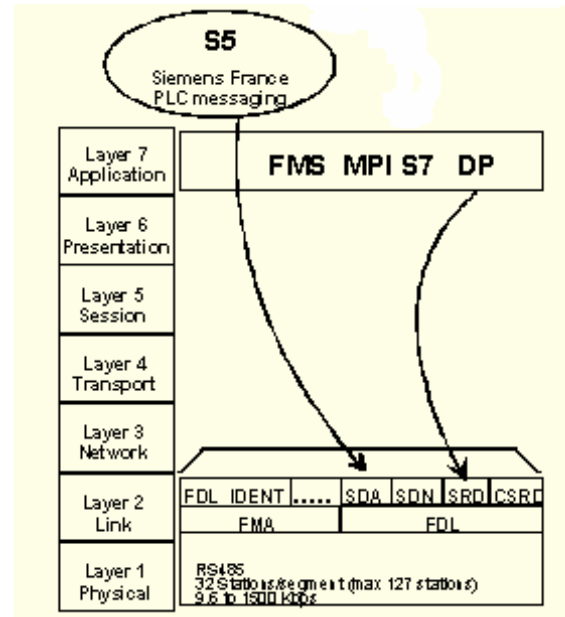 S5
Siemens France
PLC messaging
Layer 7
Application
FMS MPI S7 DP
Layer 6
Presentation
Layer 5
Session
Layer 4
Transport
Layer 3
Network
Layer 2
Link
FDL IDENT ..... SDA SDN SRD CSRD
FMA FDL
Layer 1
Physical
RS485
32 Stations/segment (max 127 stations)
9.6 to 1500 Kbps